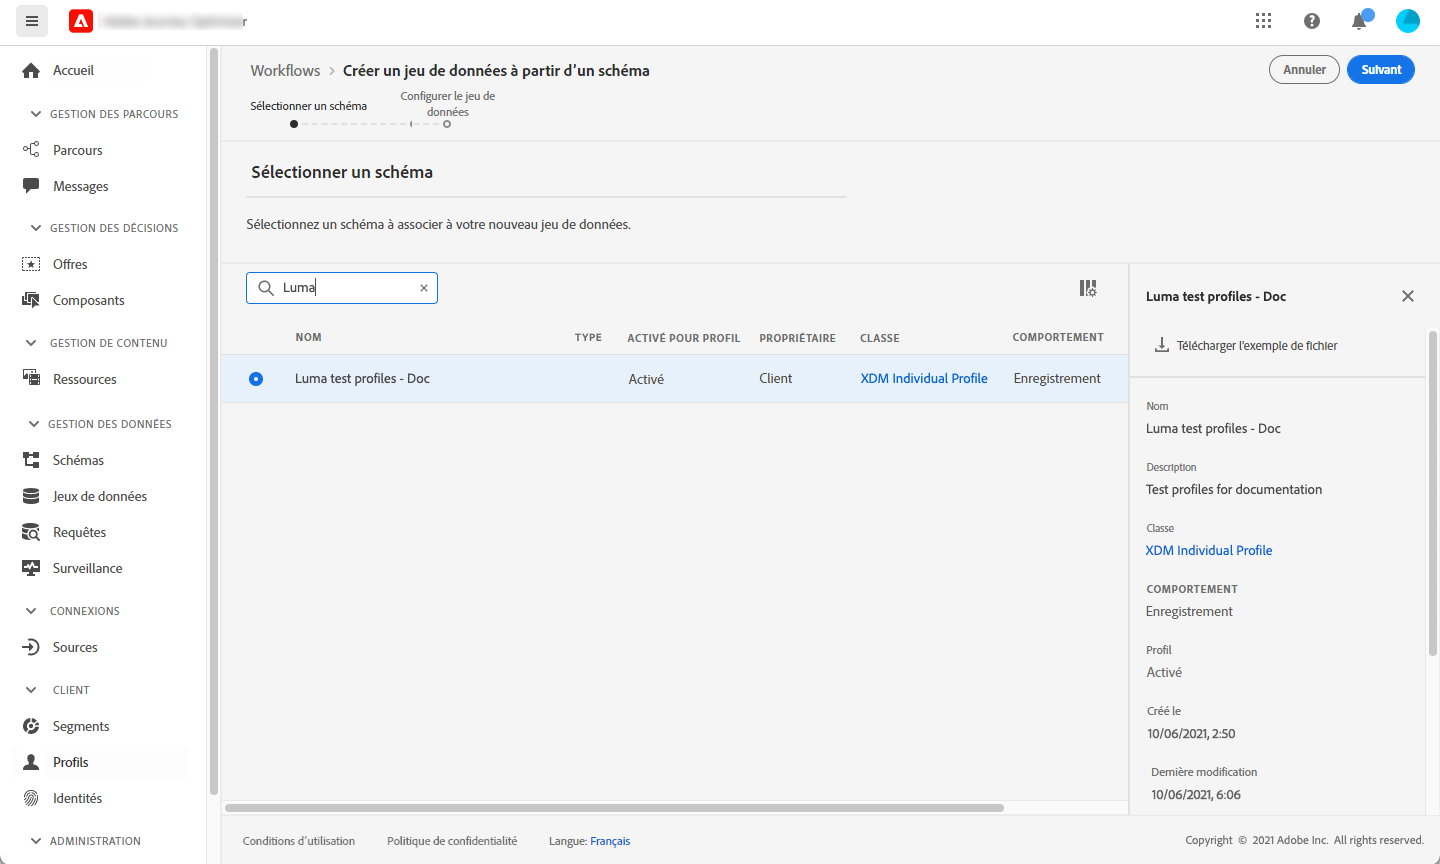 Accueil
GESTION DES PARCOURS
Parcours
Messages
GESTION DES DÉCISIONS
Offres
Composants
GESTION DE CONTENU
Ressources
GESTION DES DONNÉES
Schémas
Jeux de données
Requêtes
Surveillance
CONNEXIONS
Sources
CLIENT
Segments
Profils
Identités
ADMINISTRATION
Workflows > Créer un jeu de données à partir d'un schéma
Annuler
Suivant
Sélectionner un schéma
Configurer le jeu de
données
Sélectionner un schéma
Sélectionnez un schéma à associer à votre nouveau jeu de données.
Luma
NOM TYPE ACTIVÉ POUR PROFIL PROPRIÉTAIRE CLASSE COMPORTEMENT
Luma test profiles - Doc Activé Client XDM Individual Profile Enregistrement
Luma test profiles - Doc
Télécharger l'exemple de fichier
Nom
Luma test profiles - Doc
Description
Test profiles for documentation
Classe
XDM Individual Profile
COMPORTEMENT
Enregistrement
Profil
Activé
Créé le
10/06/2021, 2:50
Dernière modification
10/06/2021, 6:06
Conditions d'utilisation Politique de confidentialité Langue: Français
Copyright © 2021 Adobe Inc. All rights reserved.